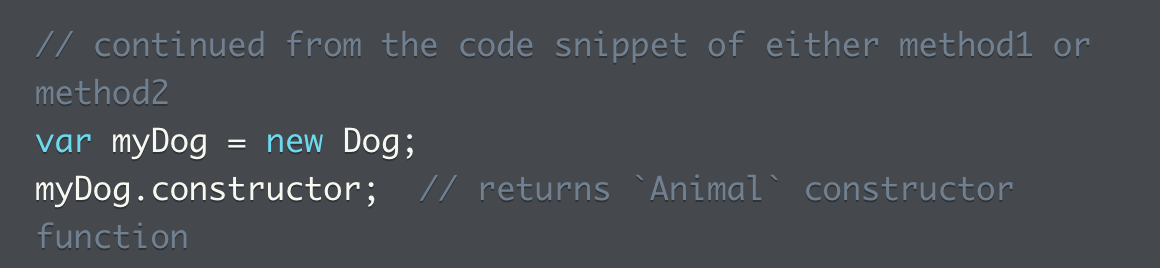 // continued from the code snippet of either method1 or
method2
var myDog = new Dog;
myDog.constructor;  // returns `Animal` constructor
function